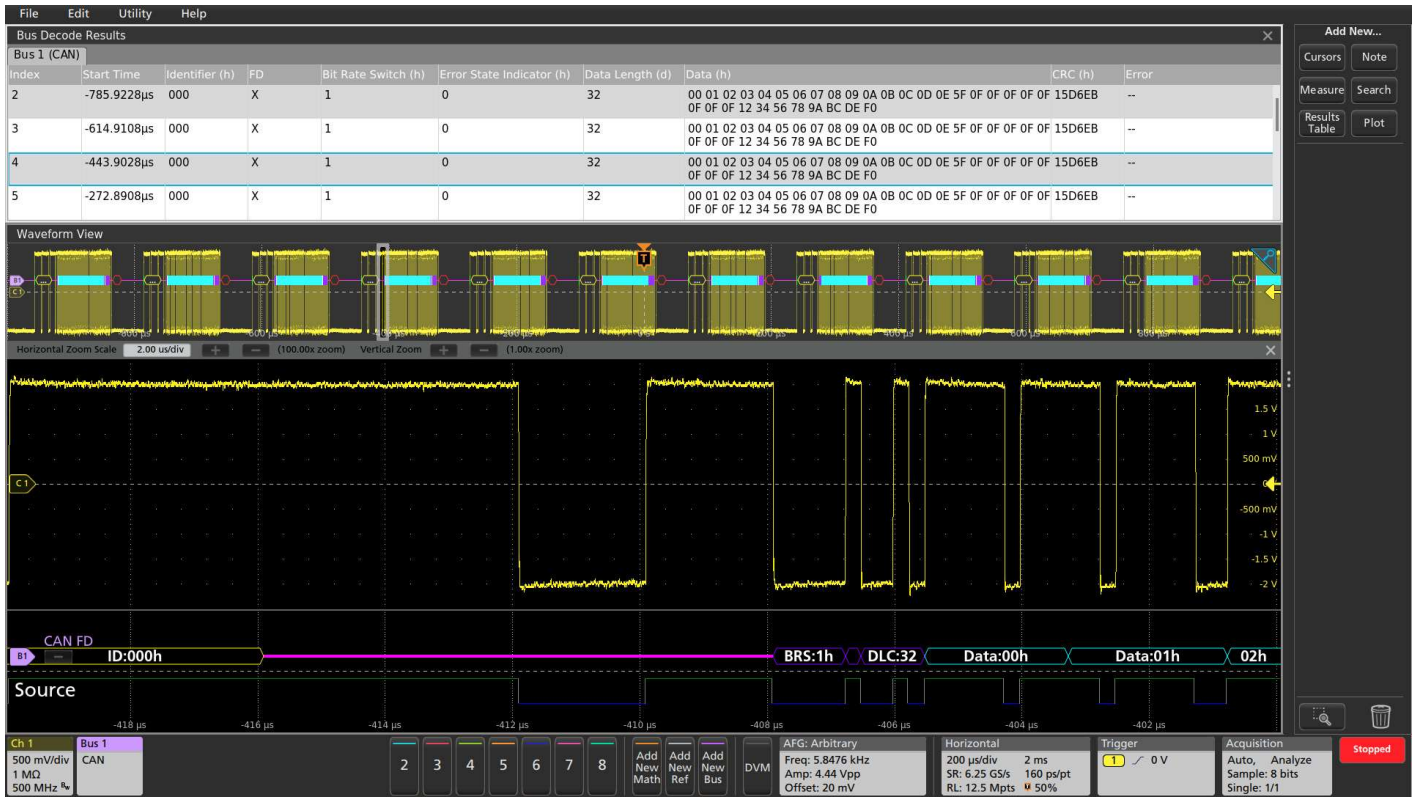 File Edit Utility Help
Bus Decode Results
Bus 1 (CAN)
Index Start Time Identifier (h) FD Bit Rate Switch (h) Error State Indicator (h) Data Length (d) Data (h) CRC (h) Error
2 -785.9228µs 000 X 1 0 32 00 01 02 03 04 05 06 07 08 09 0A 0B 0C 0D 0E 5F 0F 0F 0F 0F 0F 15D6EB --
0F 0F 0F 12 34 56 78 9A BC DE F0
3 -614.9108µs 000 X 1 0 32 00 01 02 03 04 05 06 07 08 09 0A 0B 0C 0D 0E 5F 0F 0F 0F 0F 0F 15D6EB --
0F 0F 0F 12 34 56 78 9A BC DE F0
4 -443.9028µs 000 X 1 0 32 00 01 02 03 04 05 06 07 08 09 0A 0B 0C 0D 0E 5F 0F 0F 0F 0F 0F 15D6EB --
0F 0F 0F 12 34 56 78 9A BC DE F0
5 -272.8908µs 000 X 1 0 32 00 01 02 03 04 05 06 07 08 09 0A 0B 0C 0D 0E 5F 0F 0F 0F 0F 0F 15D6EB --
0F 0F 0F 12 34 56 78 9A BC DE F0
Add New...
Cursors Note
Measure Search
Results Table Plot
Waveform View
T
B1
C1
Horizontal Zoom Scale 2.00 us/div + - (100.00x zoom) Vertical Zoom + - (1.00x zoom)
1.5 V
1 V
500 mV
C1
-500 mV
-1 V
-1.5 V
-2 V
CAN FD
B1 ID:000h BRS:1h DLC:32 Data:00h Data:01h 02h
Source
-418 µs -416 µs -414 µs -412 µs -410 µs -408 µs -406 µs -404 µs -402 µs
Ch 1
500 mV/div
1 MΩ
500 MHz Bw
Bus 1
CAN
2 3 4 5 6 7 8
Add New Math
Add New Ref
Add New Bus
DVM
AFG: Arbitrary
Freq: 5.8476 kHz
Amp: 4.44 Vpp
Offset: 20 mV
Horizontal
200 µs/div 2 ms
SR: 6.25 GS/s 160 ps/pt
RL: 12.5 Mpts 50%
Trigger
1 0 V
Acquisition
Auto, Analyze
Sample: 8 bits
Single: 1/1
Stopped